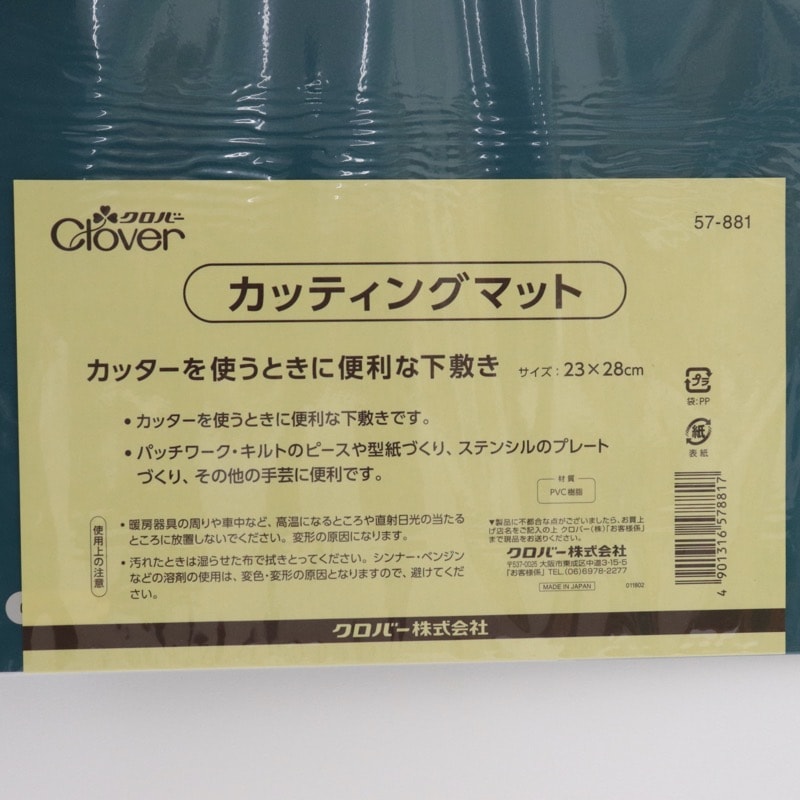 クロバー
Clover
57-881
カッティングマット
カッターを使うときに便利な下敷き サイズ：23×28cm
•カッターを使うときに便利な下敷きです。
•パッチワーク・キルトのピースや型紙づくり、ステンシルのプレート
づくり、その他の手芸に便利です。
プラ
袋:PP
紙
表紙
材質
PVC樹脂
使用上の注意
•暖房器具の周りや車中など、高温になるところや直射日光の当たる
ところに放置しないでください。変形の原因になります。
•汚れたときは湿らせた布で拭きとってください。シンナー・ベンジン
などの溶剤の使用は、変色・変形の原因となりますので、避けてくだ
さい。
▼製品に不都合な点がございましたら、お買上
げ店名をご記入の上 クロバー(株)「お客様係」
まで現品をお送りください。
クロバー株式会社
〒537-0025 大阪市東成区中道3-15-5
「お客様係」TEL.(06)6978-2277
MADE IN JAPAN
011802
4 901316 578817
クロバー株式会社